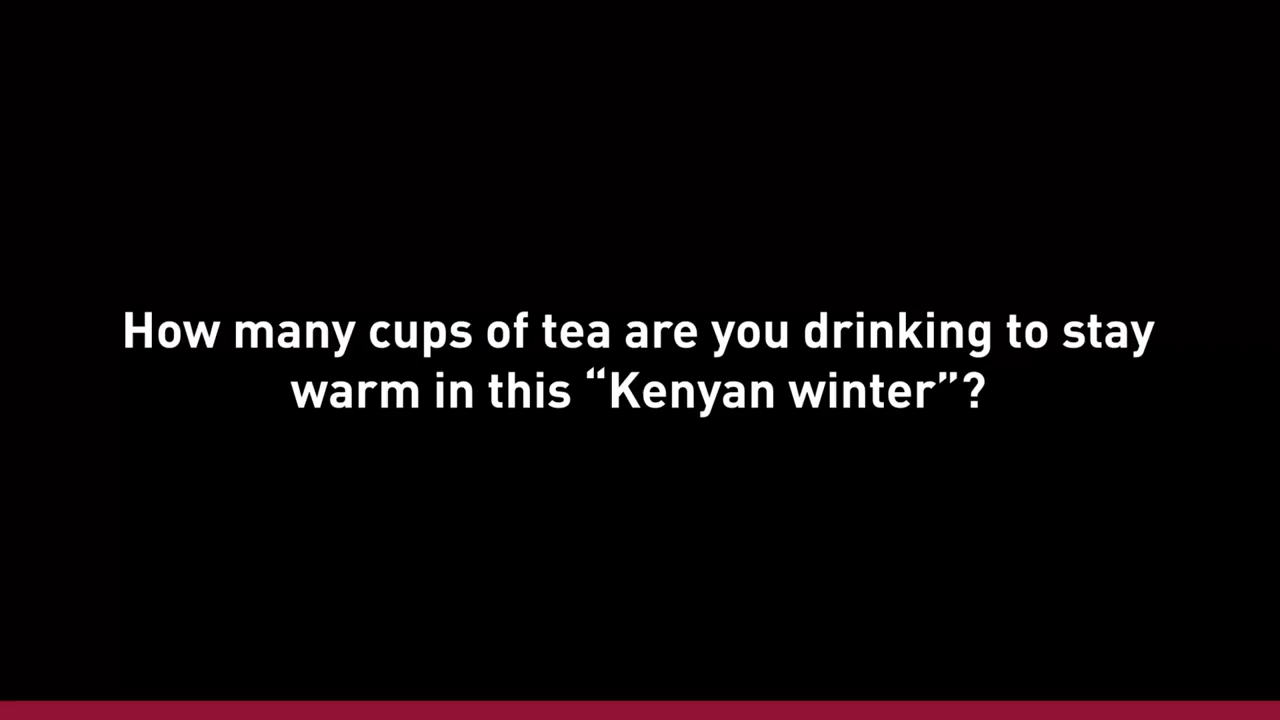 How many cups of tea are you drinking to stay
warm in this “Kenyan winter”?